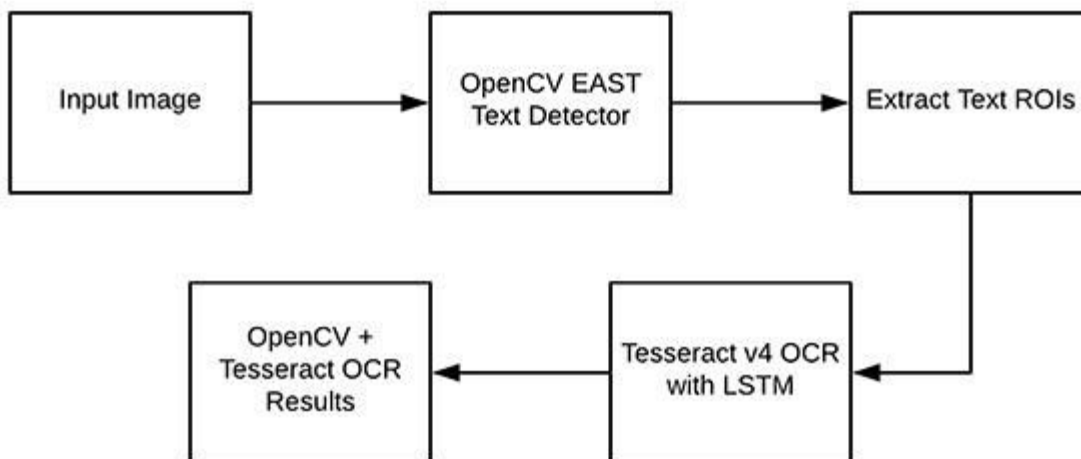 Input Image
OpenCV EAST
Text Detector
Extract Text ROIs
Tesseract v4 OCR
with LSTM
OpenCV +
Tesseract OCR
Results